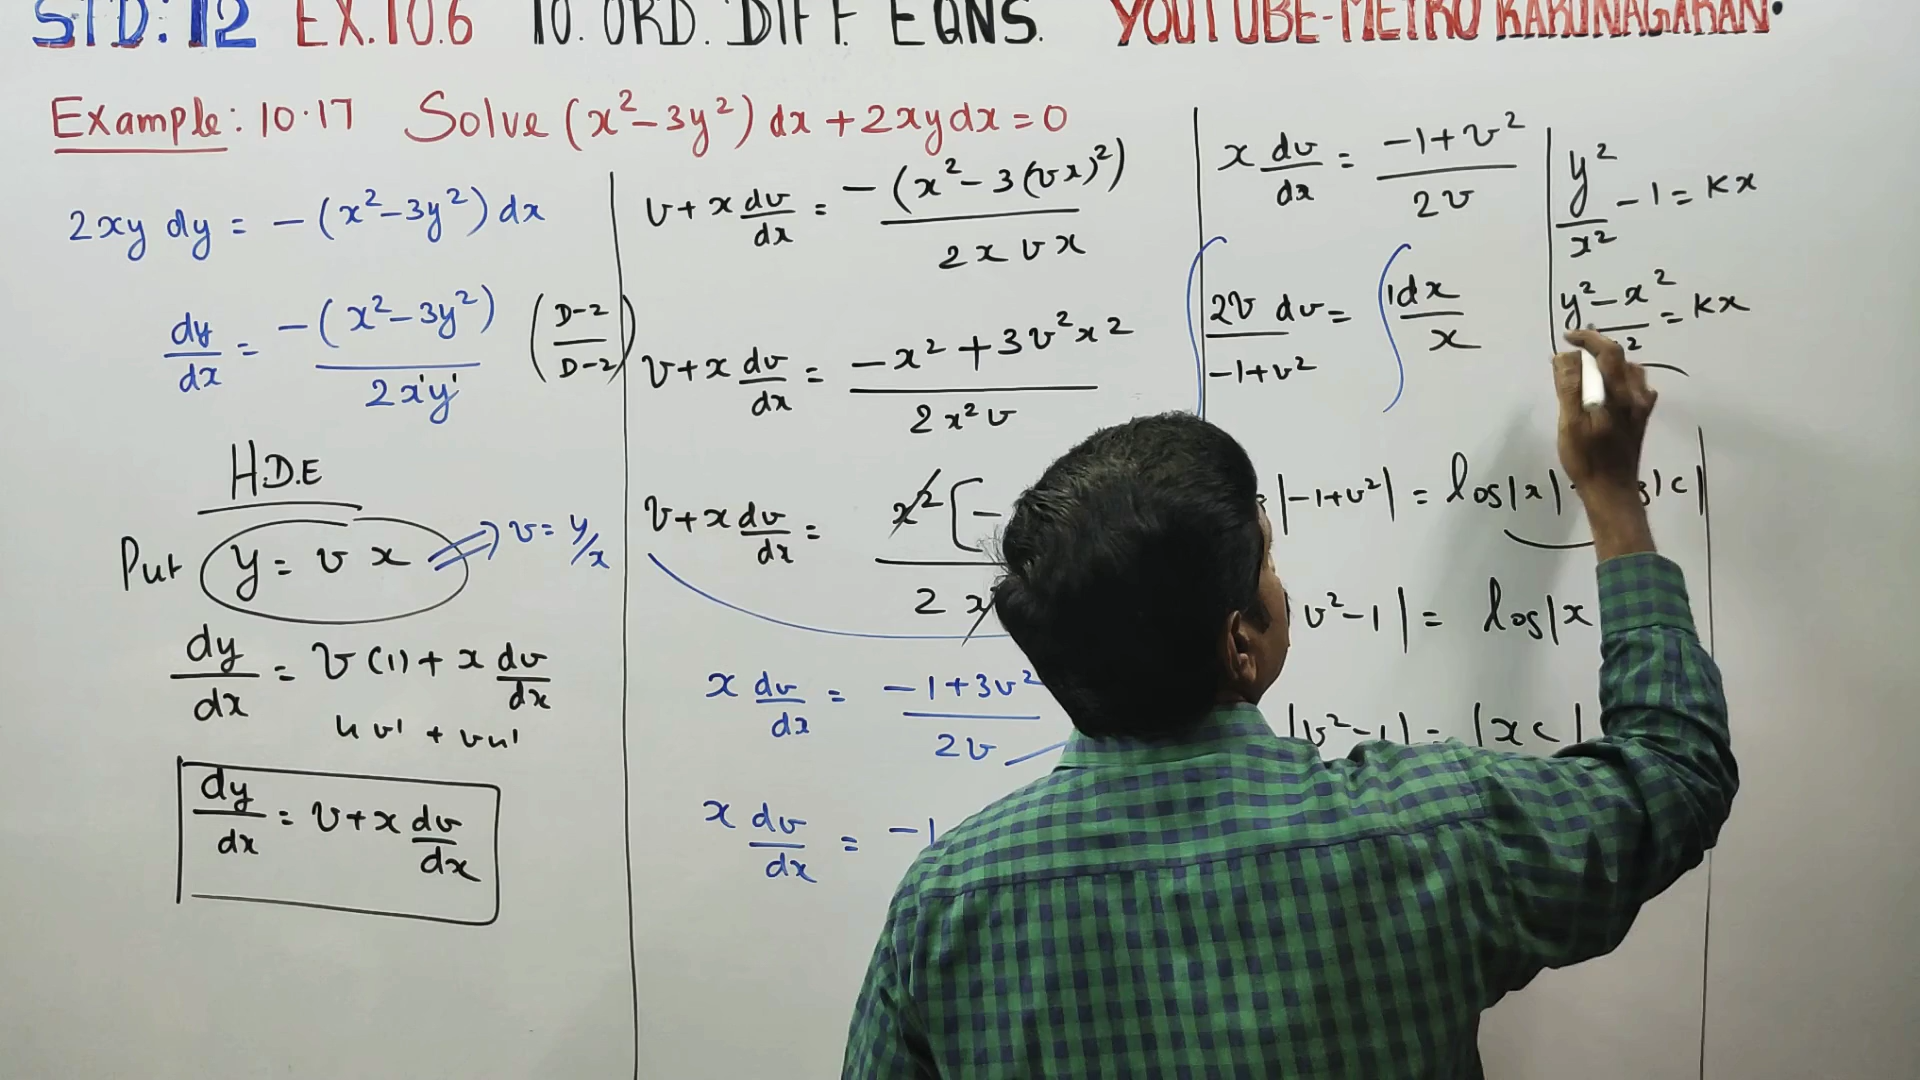 STD:12 EX.10.6 10. ORD. DIFF. EQNS. YOUTUBE-METRO KARUNAGARAN.
Example: 10.17 Solve (x²-3y²) dx + 2xy dx = 0
2xy dy = -(x²-3y²) dx
dy/dx = -(x²-3y²)/2xy (D-2/D-2)
H.D.E
Put y = v x ⇒ v = y/x
dy/dx = v(1) + x dv/dx
uv' + vu'
dy/dx = v + x dv/dx
v + x dv/dx = -(x²-3(vx)²)/2x vx
v + x dv/dx = -x²+3v²x²/2x²v
v + x dv/dx = x²[-
2 x
x dv/dx = -1+3v²/2v
x dv/dx = -1
x dv/dx = -1+v²/2v
∫ 2v/-1+v² dv = ∫ 1dx/x
|-1+v²| = log|x| |c|
v²-1| = log|x
|v²-1| = |xc|
y²/x² - 1 = kx
y²-x²/x² = kx